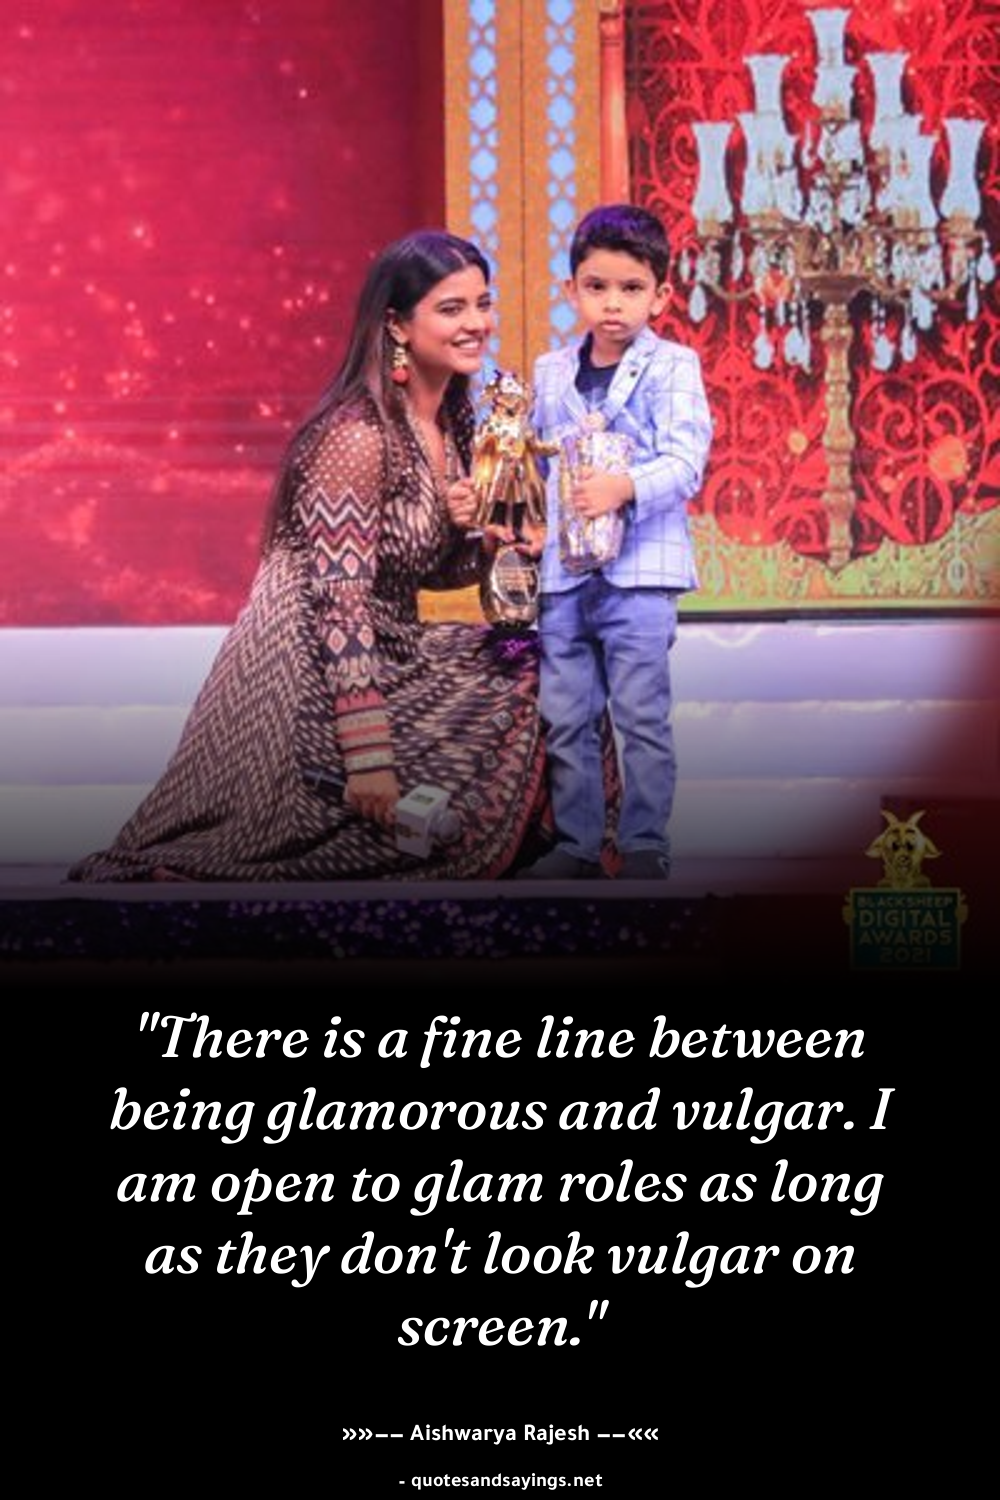 BLACKSHEEP
DIGITAL
AWARDS
2021
"There is a fine line between
being glamorous and vulgar. I
am open to glam roles as long
as they don't look vulgar on
screen."
»»–– Aishwarya Rajesh ––««
- quotesandsayings.net